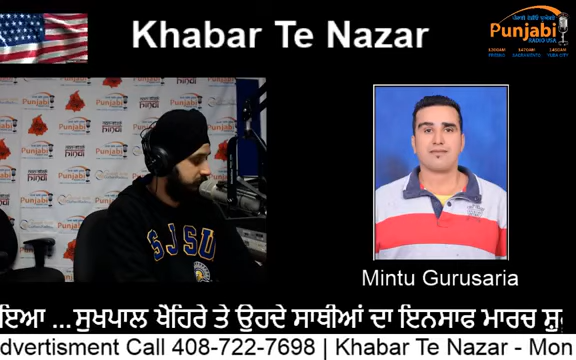 Khabar Te Nazar
ਪੰਜਾਬੀ ਰੇਡੀਓ ਯੂਐਸਏ
Punjabi
RADIO USA
SJSU
Mintu Gurusaria
ਇਆ ...ਸੁਖਪਾਲ ਖੈਹਿਰੇ ਤੇ ਉਹਦੇ ਸਾਥੀਆਂ ਦਾ ਇਨਸਾਫ ਮਾਰਚ ਸ਼ੁ
dvertisment Call 408-722-7698 | Khabar Te Nazar - Mon